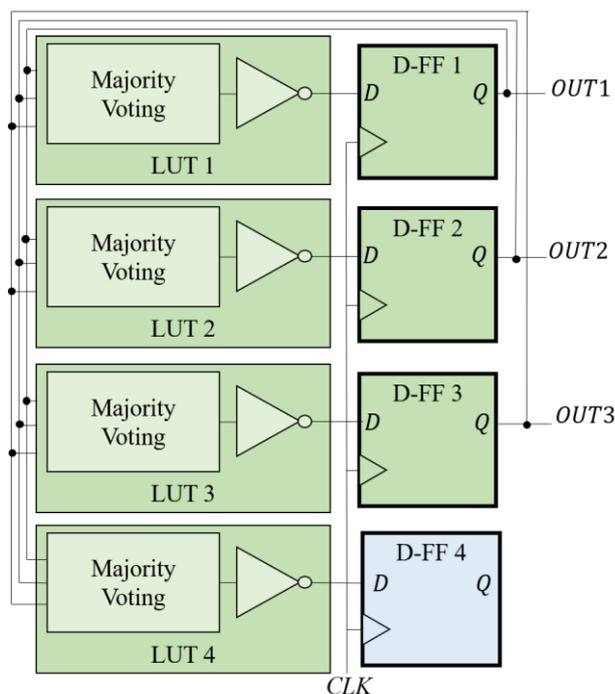 Majority
Voting
LUT 1
D-FF 1
D
Q
OUT1
Majority
Voting
LUT 2
D-FF 2
D
Q
OUT2
Majority
Voting
LUT 3
D-FF 3
D
Q
OUT3
Majority
Voting
LUT 4
D-FF 4
D
Q
CLK